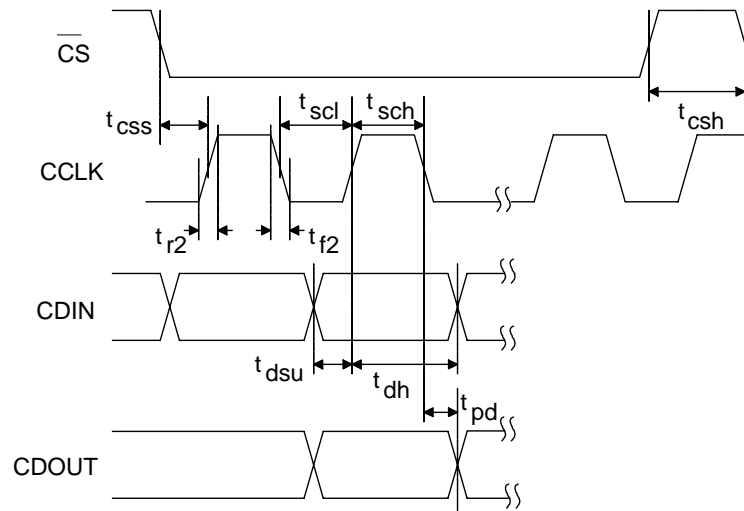 CS
t scl
t sch
t css
t csh
CCLK
t r2
t f2
CDIN
t dsu
t dh
t pd
CDOUT